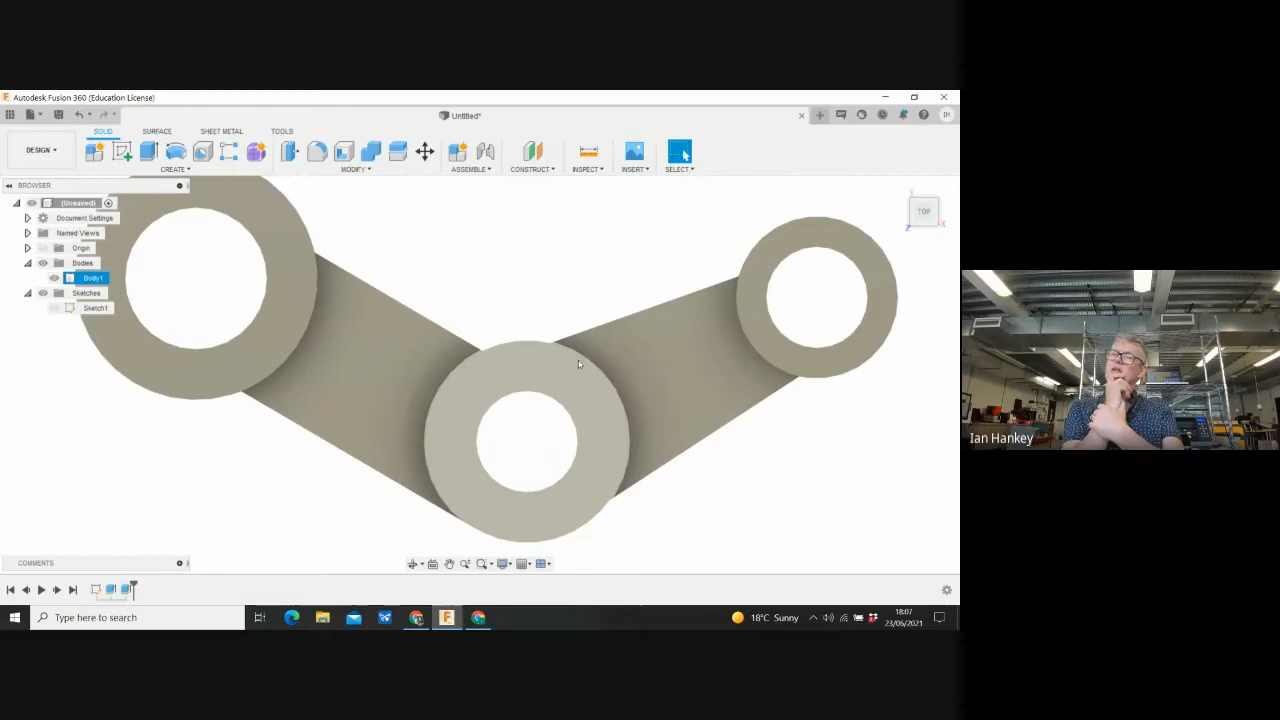 Autodesk Fusion 360 (Education License)
Untitled*
IH
SOLID SURFACE SHEET METAL TOOLS
DESIGN
CREATE MODIFY ASSEMBLE CONSTRUCT INSPECT INSERT SELECT
BROWSER
(Unsaved)
Document Settings
Named Views
Origin
Bodies
Body1
Sketches
Sketch1
TOP
Y
X
Z
Ian Hankey
COMMENTS
Type here to search
18°C Sunny
18:07
23/06/2021